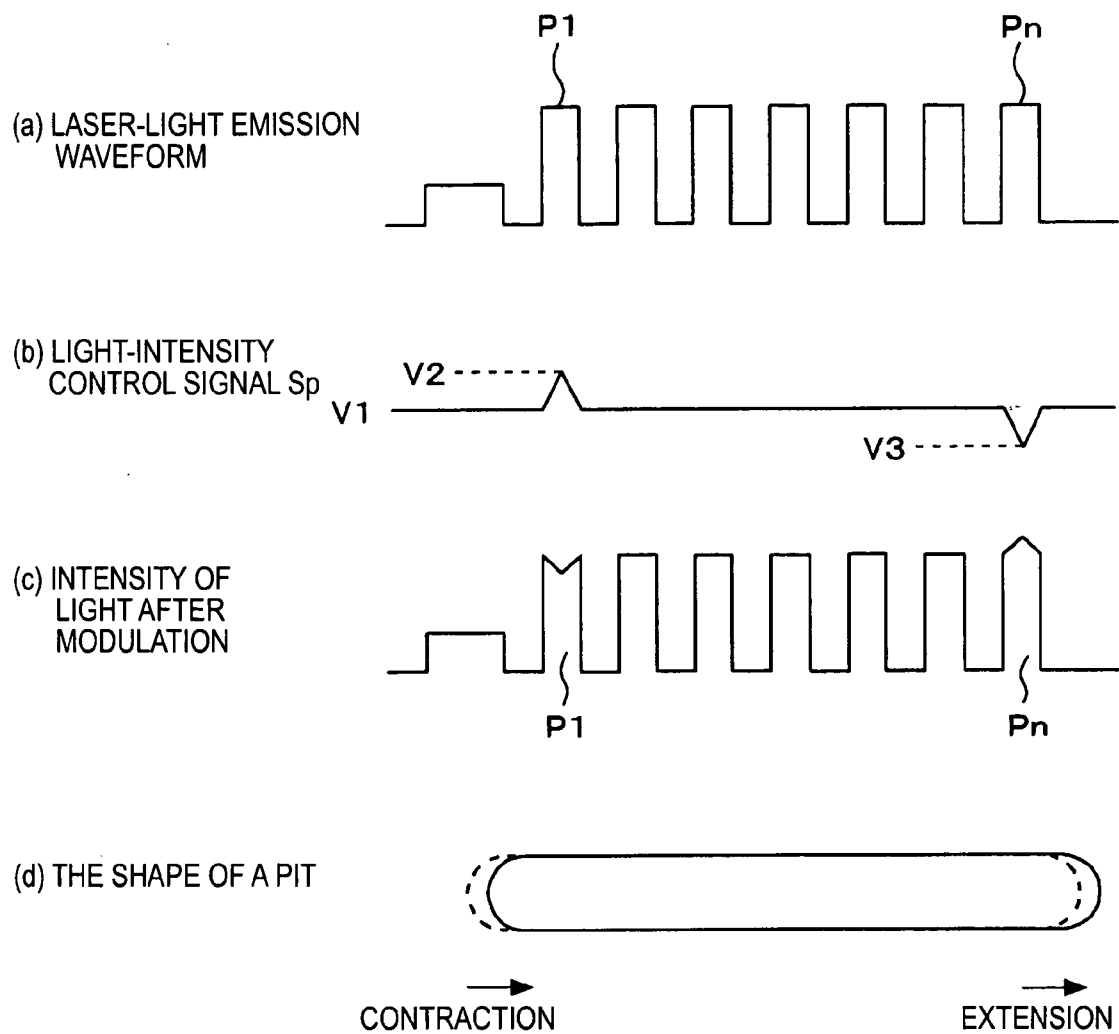 P1
Pn
(a) LASER-LIGHT EMISSION
WAVEFORM
(b) LIGHT-INTENSITY
CONTROL SIGNAL Sp
V2
V1
V3
(c) INTENSITY OF
LIGHT AFTER
MODULATION
P1
Pn
(d) THE SHAPE OF A PIT
CONTRACTION
EXTENSION